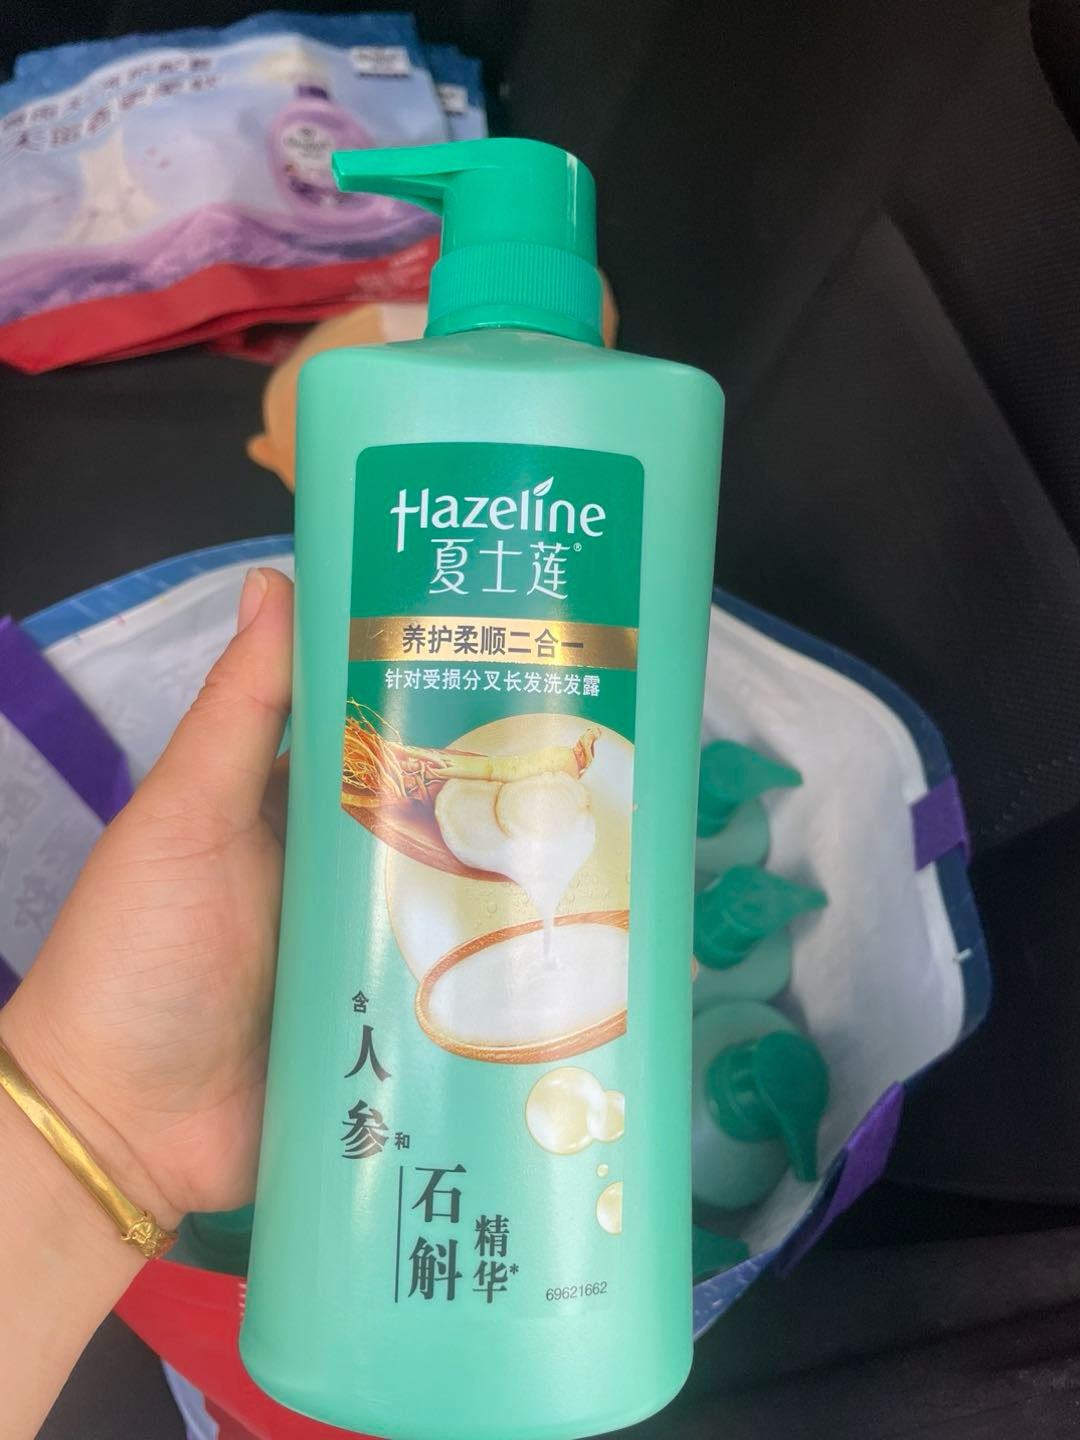 Hazeline
夏士莲®
养护柔顺二合一
针对受损分叉长发洗发露
含
人
参和
石
斛
精
华*
69621662